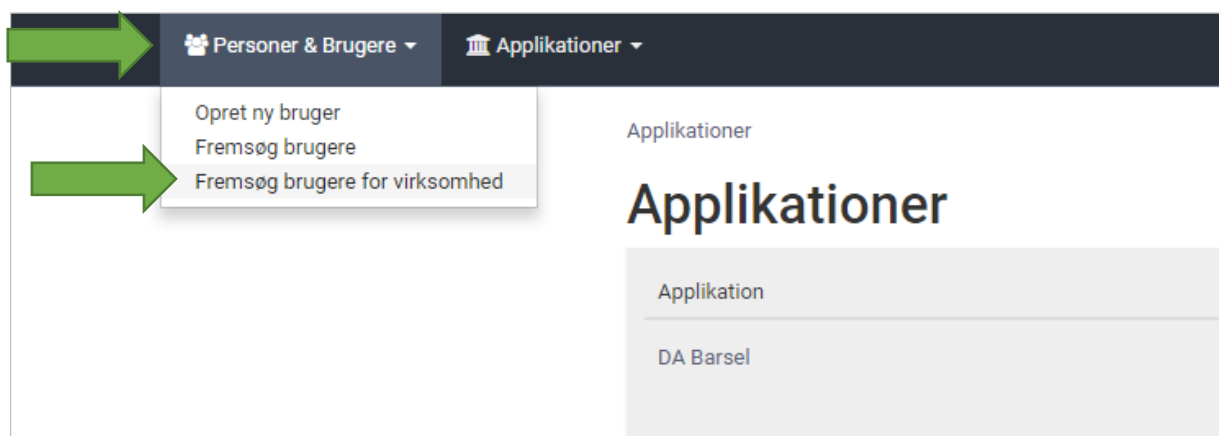 Personer & Brugere
Applikationer
Opret ny bruger
Fremsøg brugere
Fremsøg brugere for virksomhed
Applikationer
Applikationer
Applikation
DA Barsel